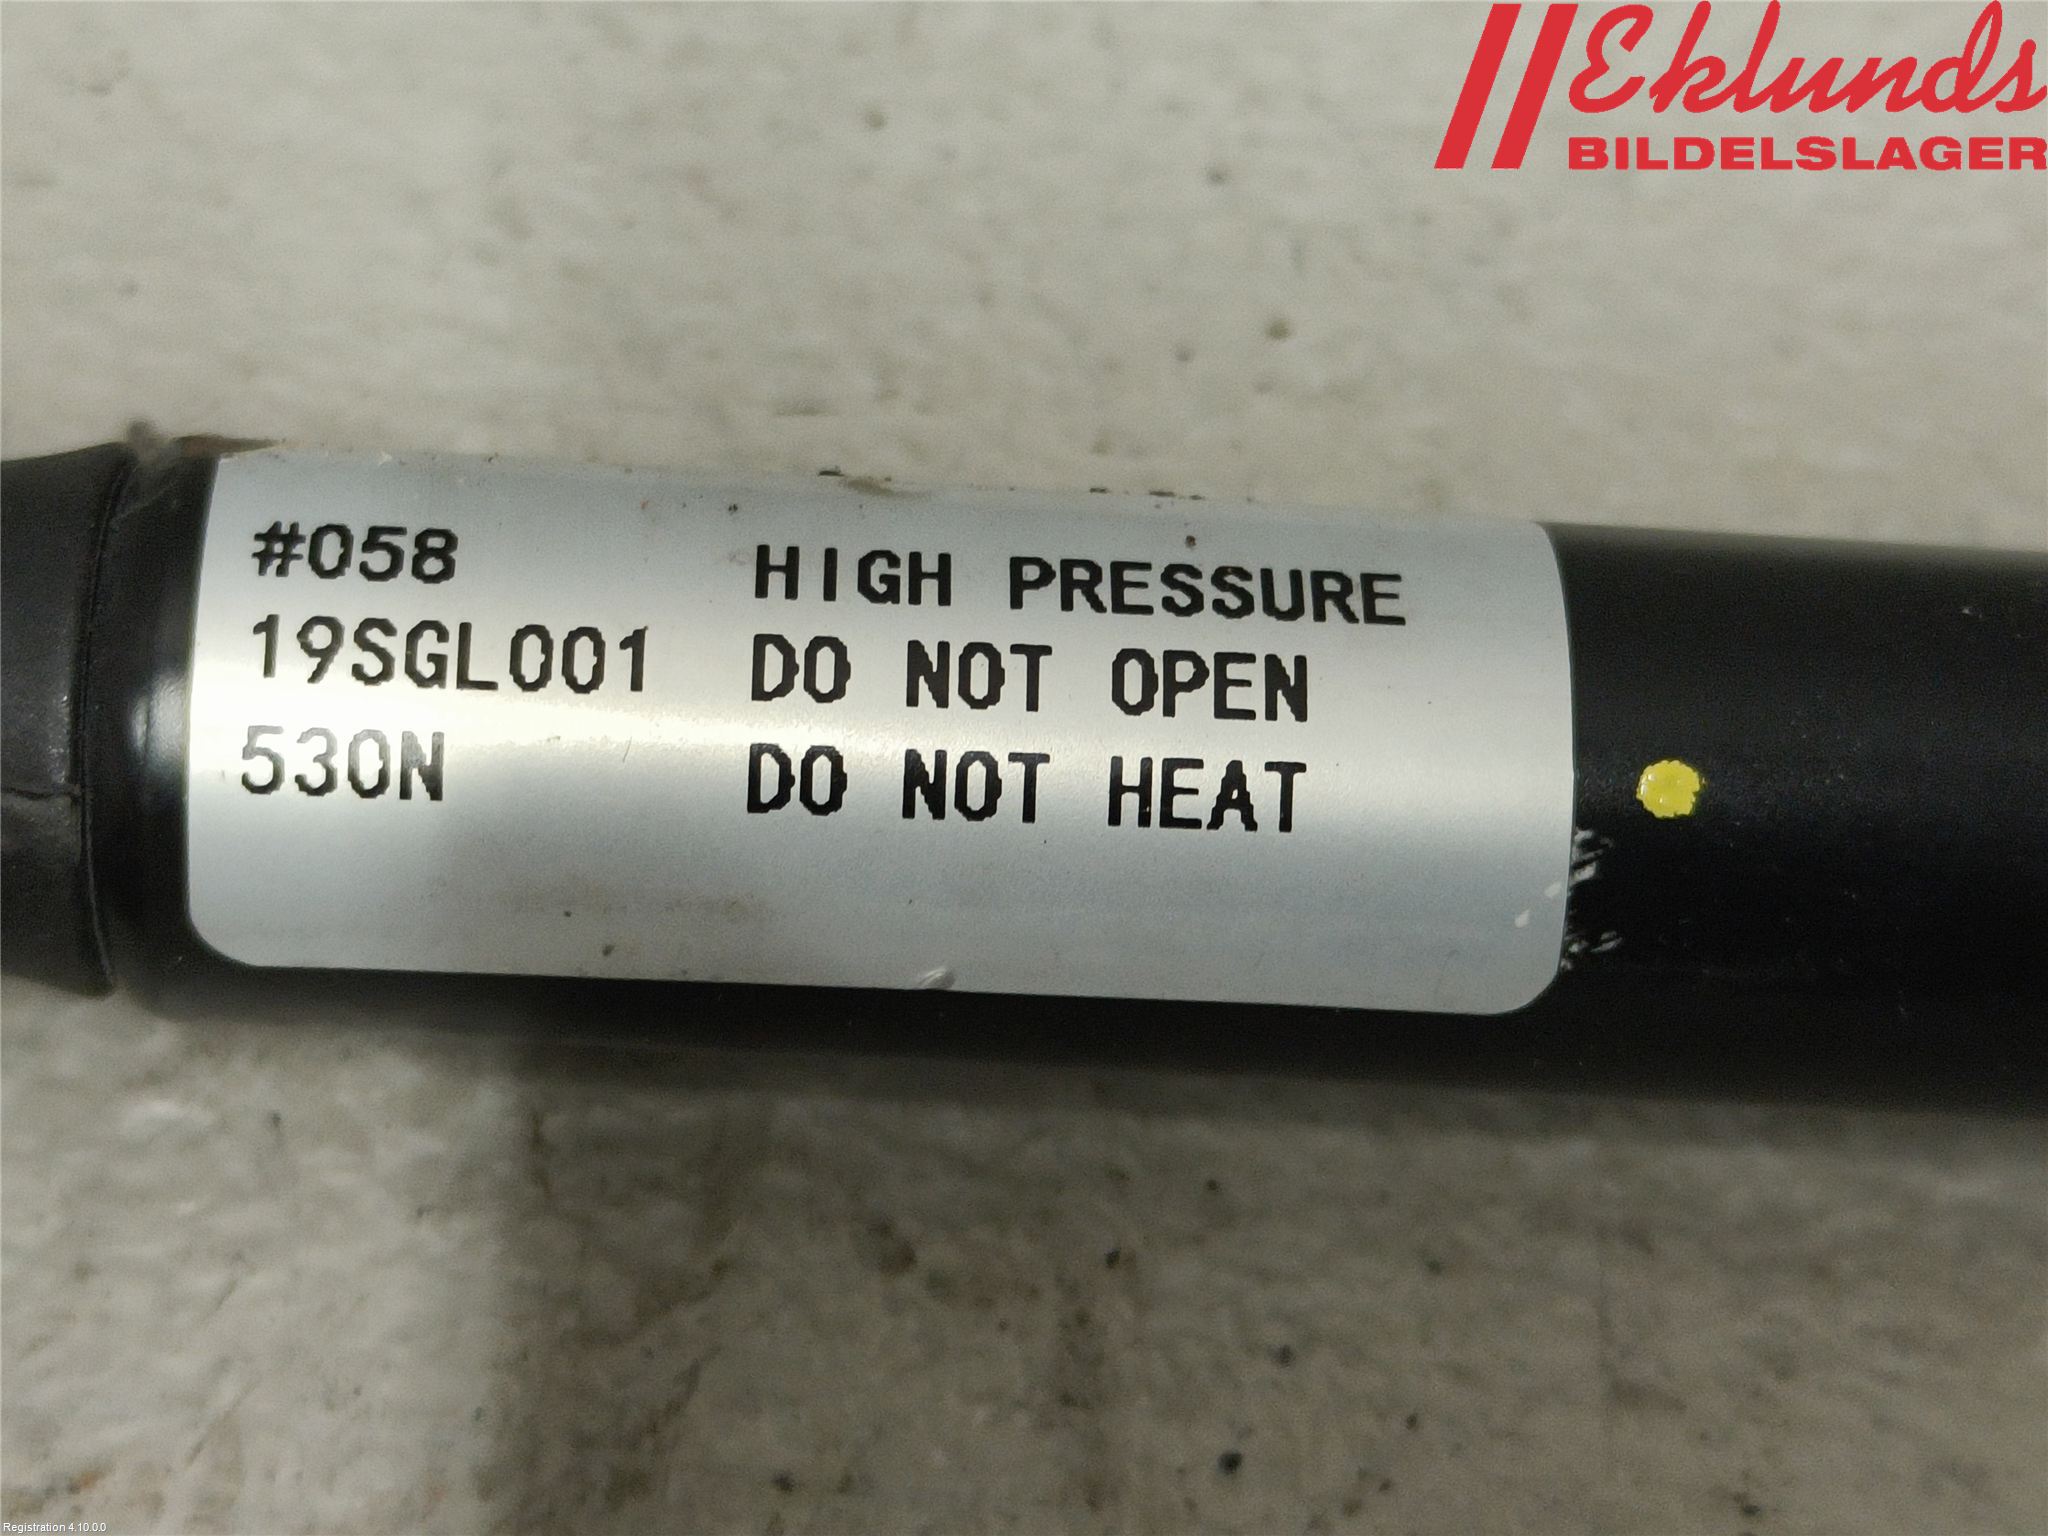 Eklunds
BILDELSLAGER
#058
19SGL001
530N
HIGH PRESSURE
DO NOT OPEN
DO NOT HEAT
Registration 4.10.0.0